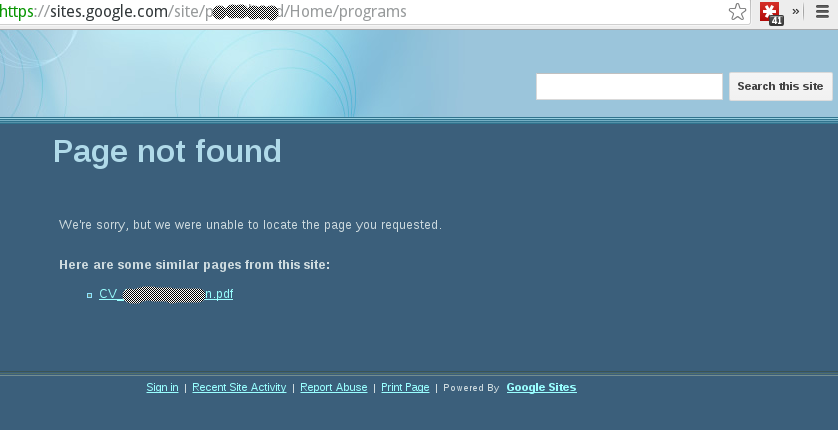 https://sites.google.com/site/p d/Home/programs
41
»
Search this site
Page not found
We're sorry, but we were unable to locate the page you requested.
Here are some similar pages from this site:
CV_ n.pdf
Sign in | Recent Site Activity | Report Abuse | Print Page | Powered By Google Sites